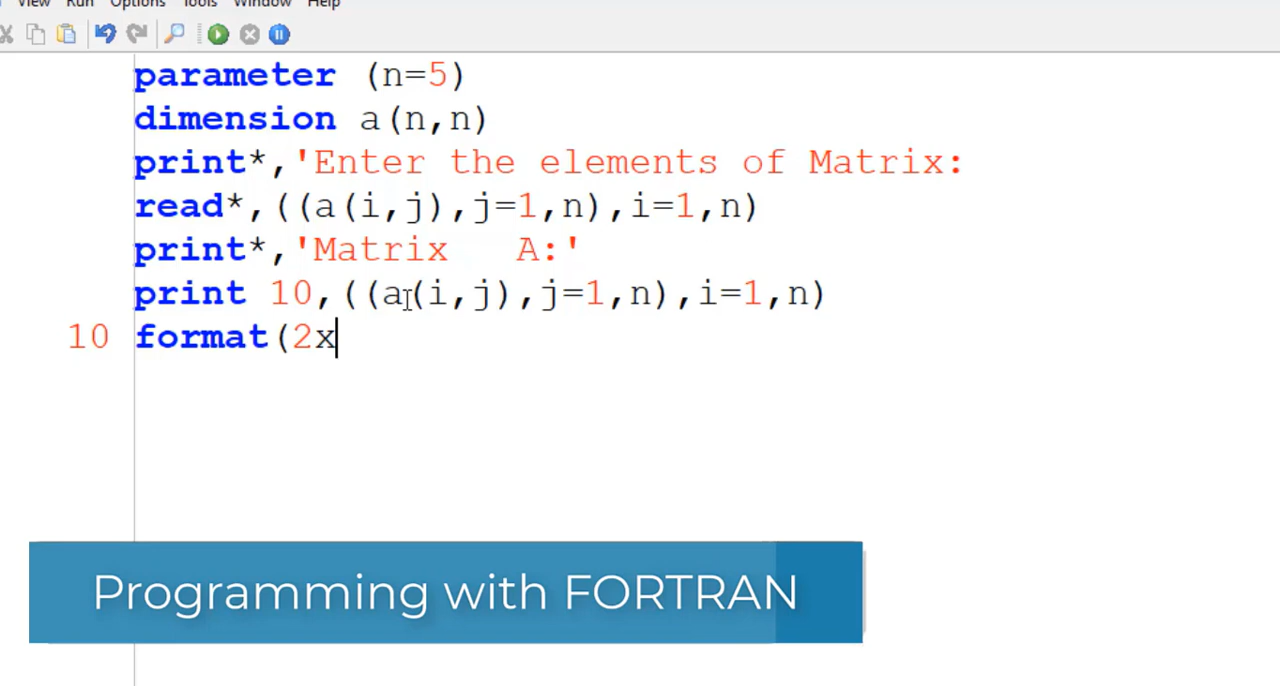 View Run Options Tools Window Help
parameter (n=5)
dimension a(n,n)
print*,'Enter the elements of Matrix:
read*,((a(i,j),j=1,n),i=1,n)
print*,'Matrix   A:'
print 10,((a(i,j),j=1,n),i=1,n)
10 format(2x
Programming with FORTRAN